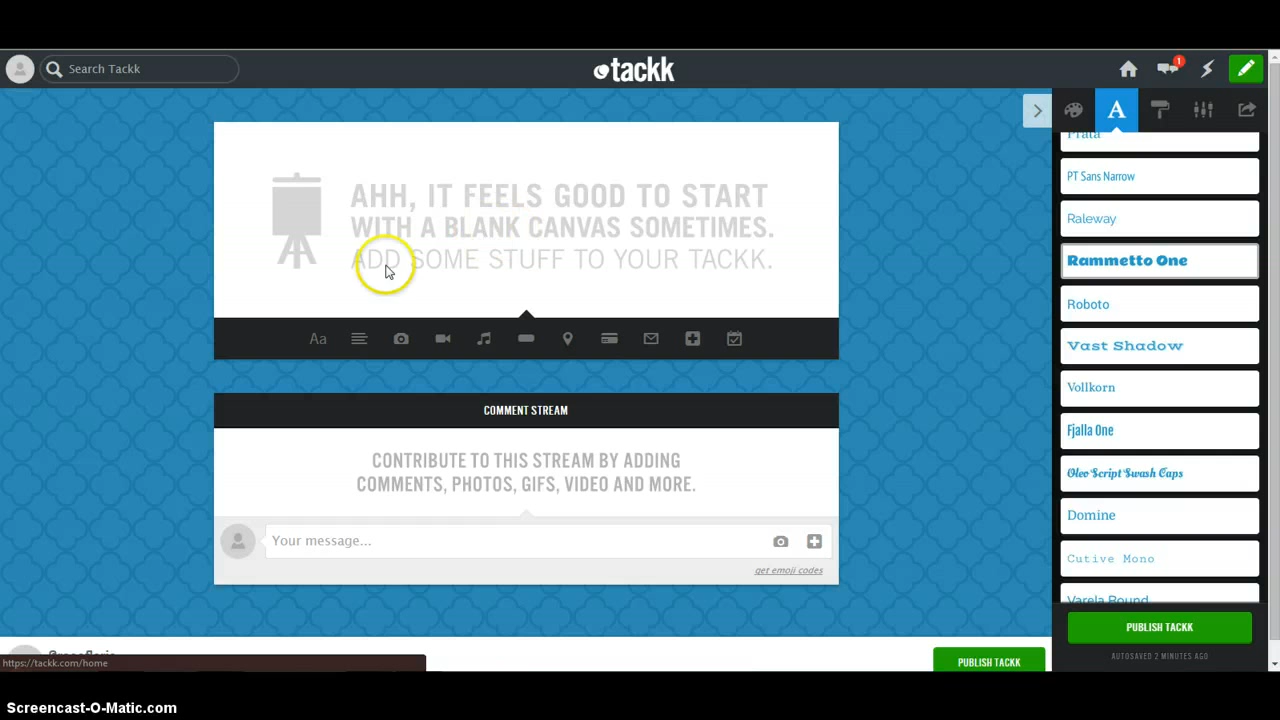 Search Tackk
tackk
1
A
Prata
PT Sans Narrow
Raleway
Rammetto One
Roboto
Vast Shadow
Vollkorn
Fjalla One
Oleo Script Swash Caps
Domine
Cutive Mono
Varela Round
PUBLISH TACKK
AUTOSAVED 2 MINUTES AGO
AHH, IT FEELS GOOD TO START
WITH A BLANK CANVAS SOMETIMES.
ADD SOME STUFF TO YOUR TACKK.
Aa
COMMENT STREAM
CONTRIBUTE TO THIS STREAM BY ADDING
COMMENTS, PHOTOS, GIFS, VIDEO AND MORE.
Your message...
get emoji codes
https://tackk.com/home
PUBLISH TACKK
Screencast-O-Matic.com